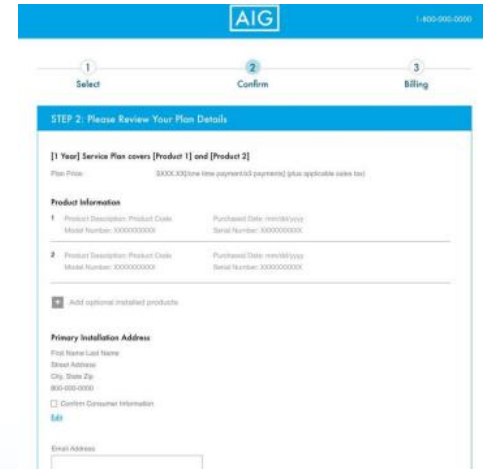 AIG
1-800-000-0000
1
2
3
Select
Confirm
Billing
STEP 2: Please Review Your Plan Details
[1 Year] Service Plan covers [Product 1] and [Product 2]
Plan Price $XXX.XX[one time payment/x3 payments] (plus applicable sales tax)
Product Information
1 Product Description: Product Code Purchased Date: mm/dd/yyyy
Model Number: XXXXXXXXXX Serial Number: XXXXXXXXXX
2 Product Description: Product Code Purchased Date: mm/dd/yyyy
Model Number: XXXXXXXXXX Serial Number: XXXXXXXXXX
+ Add optional installed products
Primary Installation Address
First Name Last Name
Street Address
City, State Zip
800-000-0000
Confirm Consumer Information
Edit
Email Address